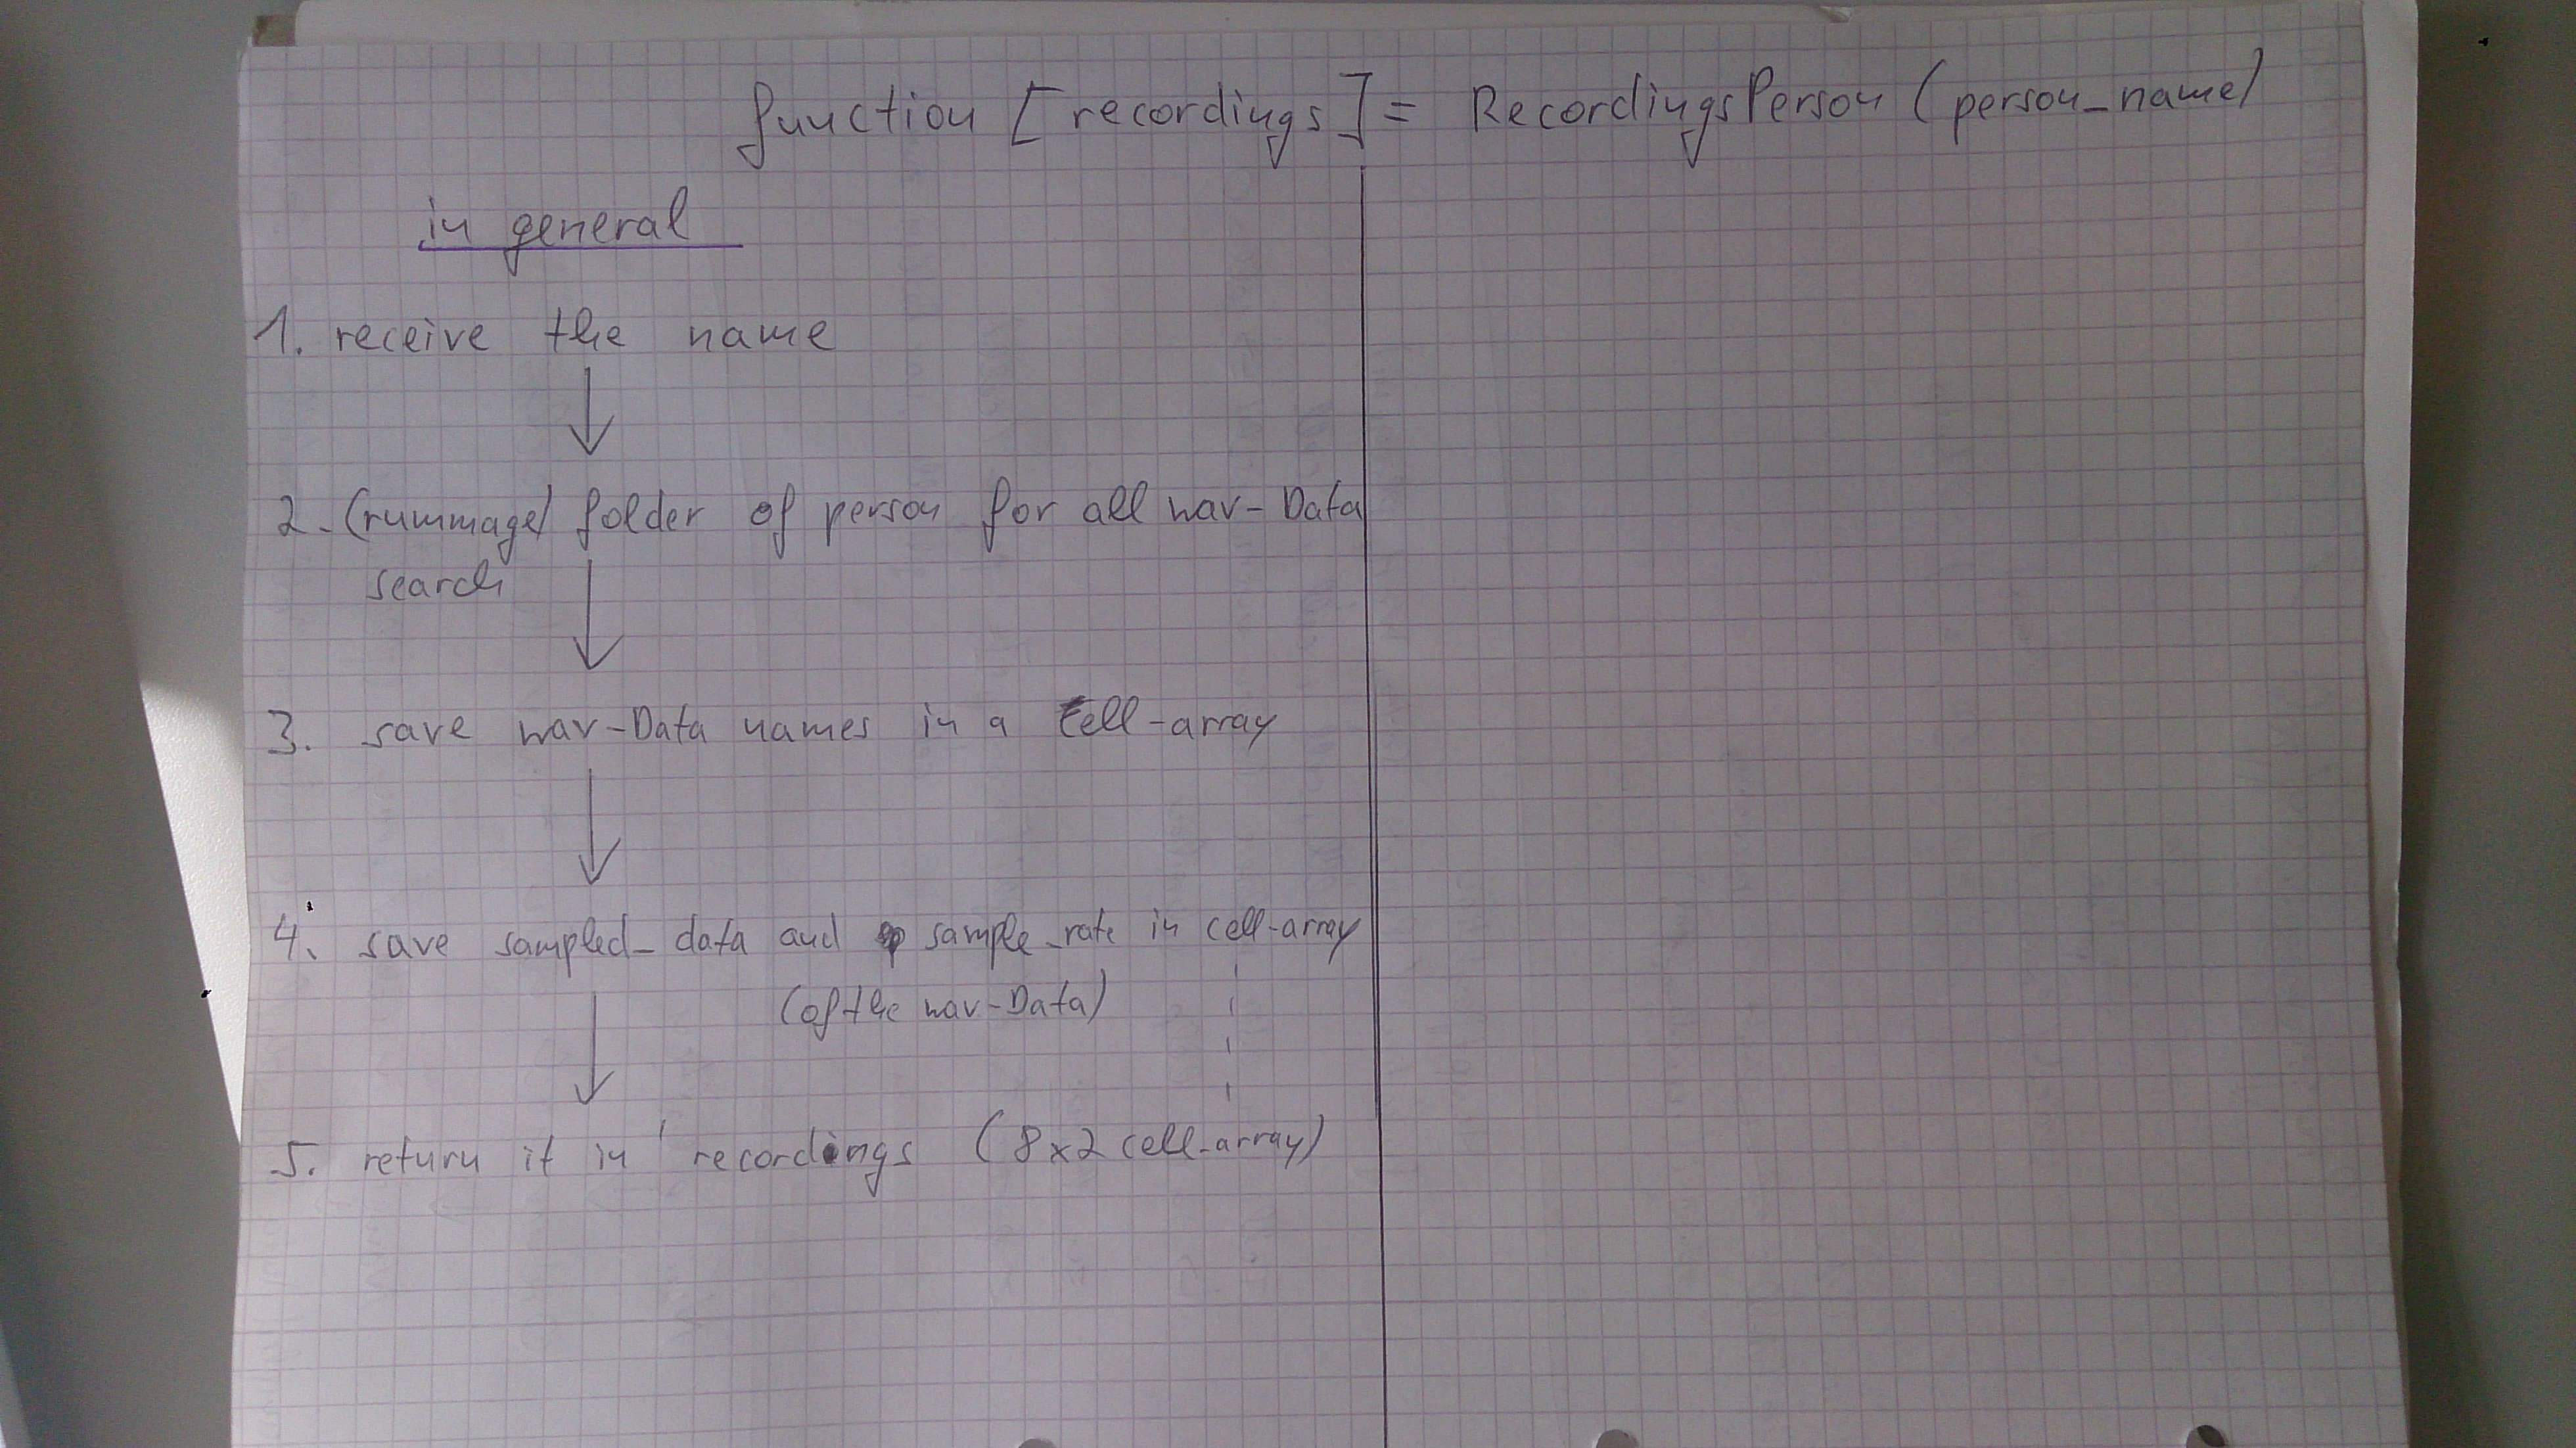 function [recordings] = RecordingsPerson (person_name)
in general
1. receive the name
2. (rummage) folder of person for all wav-Data
search
3. save wav-Data names in a cell-array
4. save sampled_data and sample_rate in cell-array
(of the wav-Data)
5. return it in recordings (8x2 cell-array)